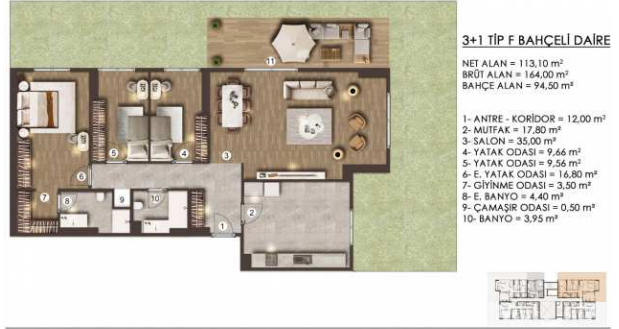 3+1 TİP F BAHÇELİ DAİRE
NET ALAN = 113,10 m²
BRÜT ALAN = 164,00 m²
BAHÇE ALAN = 94,50 m²
1- ANTRE - KORİDOR = 12,00 m²
2- MUTFAK = 17,80 m²
3- SALON = 35,00 m²
4- YATAK ODASI = 9,66 m²
5- YATAK ODASI = 9,56 m²
6- E. YATAK ODASI = 16,80 m²
7- GİYİNME ODASI = 3,50 m²
8- E. BANYO = 4,40 m²
9- ÇAMAŞIR ODASI = 0,50 m²
10- BANYO = 3,95 m²
11
5
4
3
6
7
8
9
10
1
2